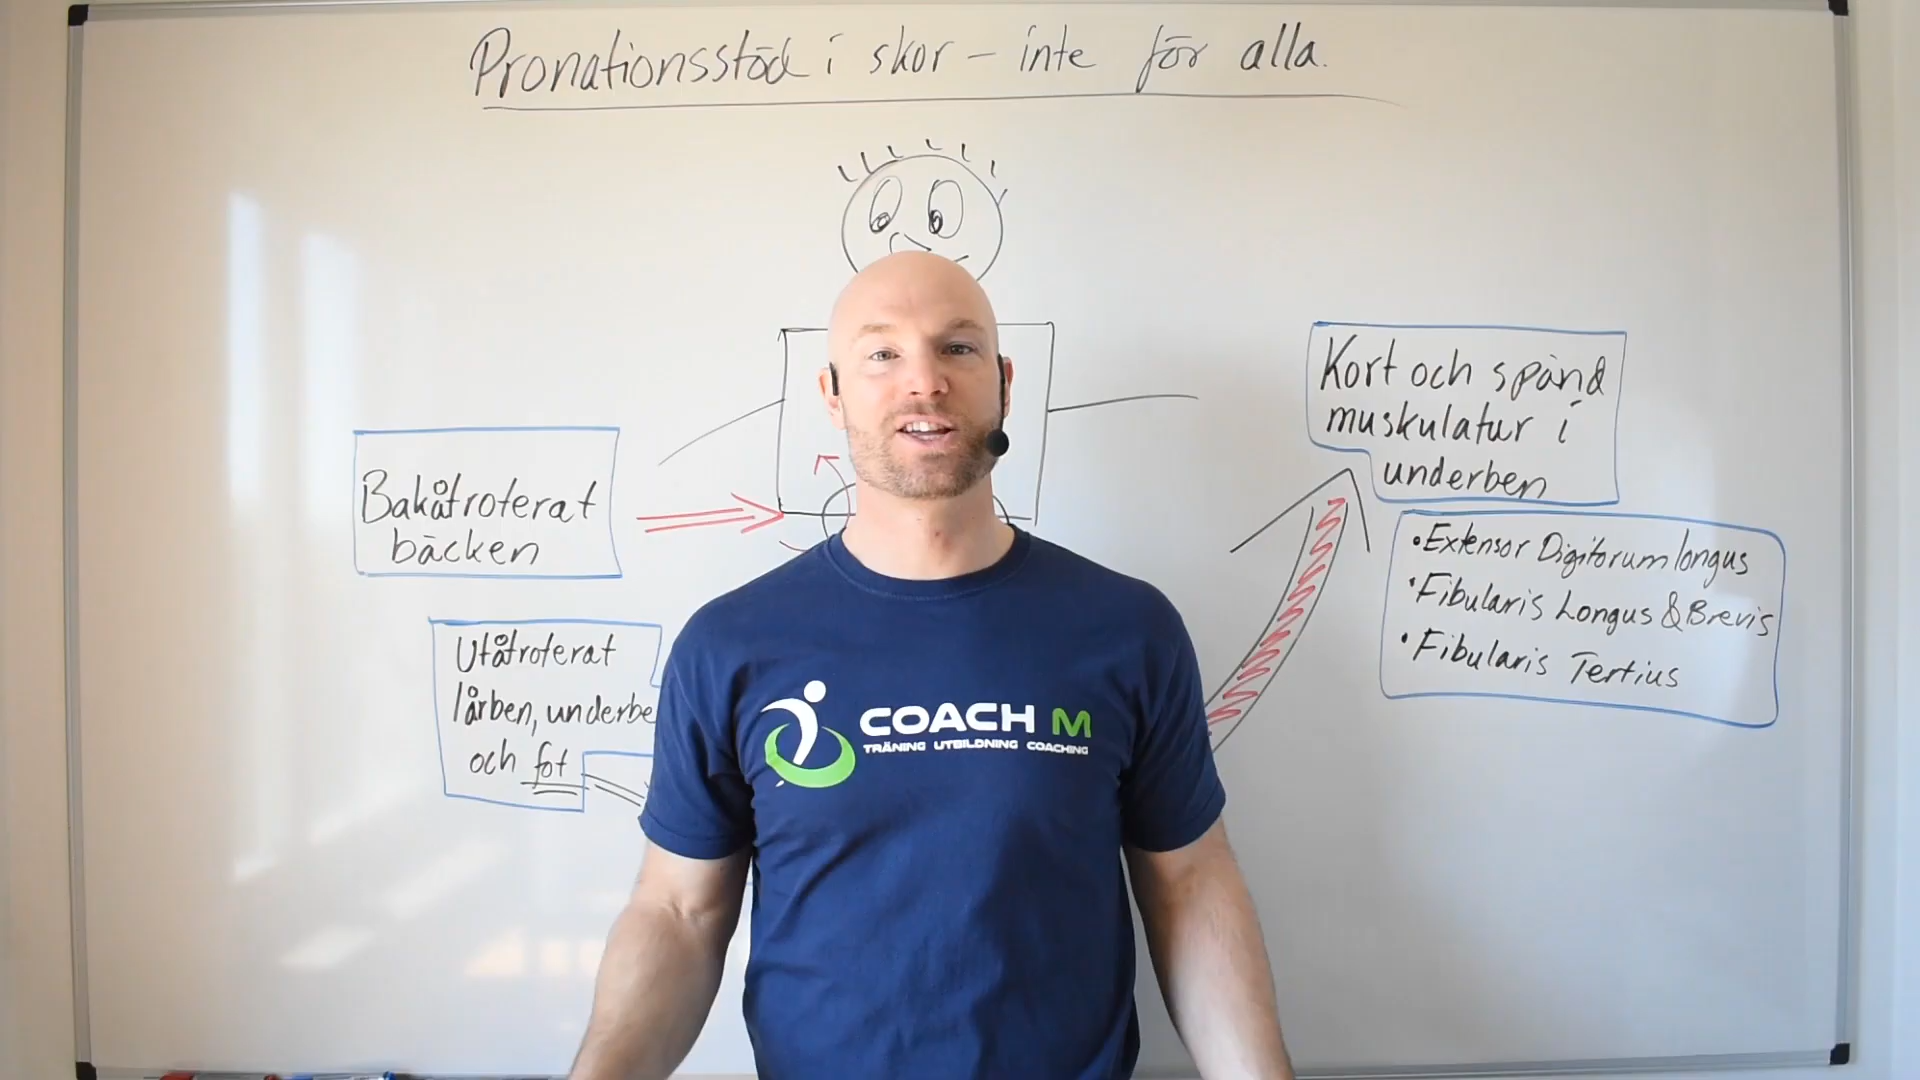 Pronationsstöd i skor – inte för alla.
Bakåtroterat
bäcken
Utåtroterat
lårben, underbe
och fot
Kort och spänd
muskulatur i
underben
•Extensor Digitorum longus
•Fibularis Longus & Brevis
•Fibularis Tertius
COACH M
TRÄNING UTBILDNING COACHING